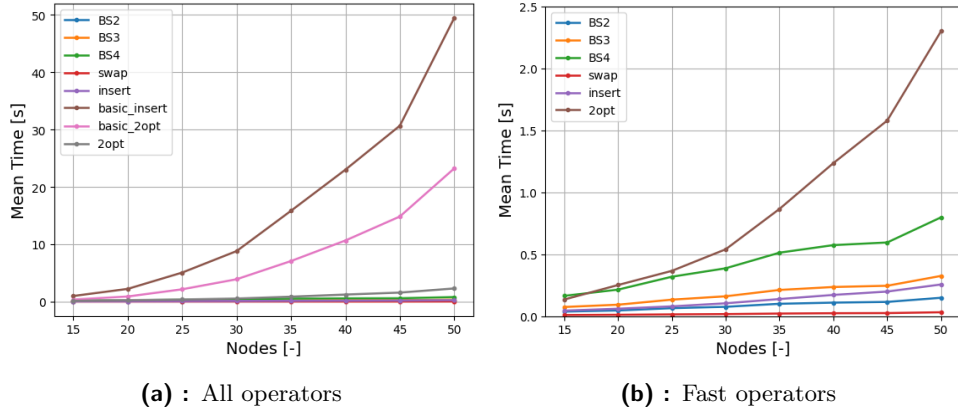 50
40
30
20
10
0
Mean Time [s]
BS2
BS3
BS4
swap
insert
basic_insert
basic_2opt
2opt
15 20 25 30 35 40 45 50
Nodes [-]
(a) : All operators
2.5
2.0
1.5
1.0
0.5
0.0
Mean Time [s]
BS2
BS3
BS4
swap
insert
2opt
15 20 25 30 35 40 45 50
Nodes [-]
(b) : Fast operators